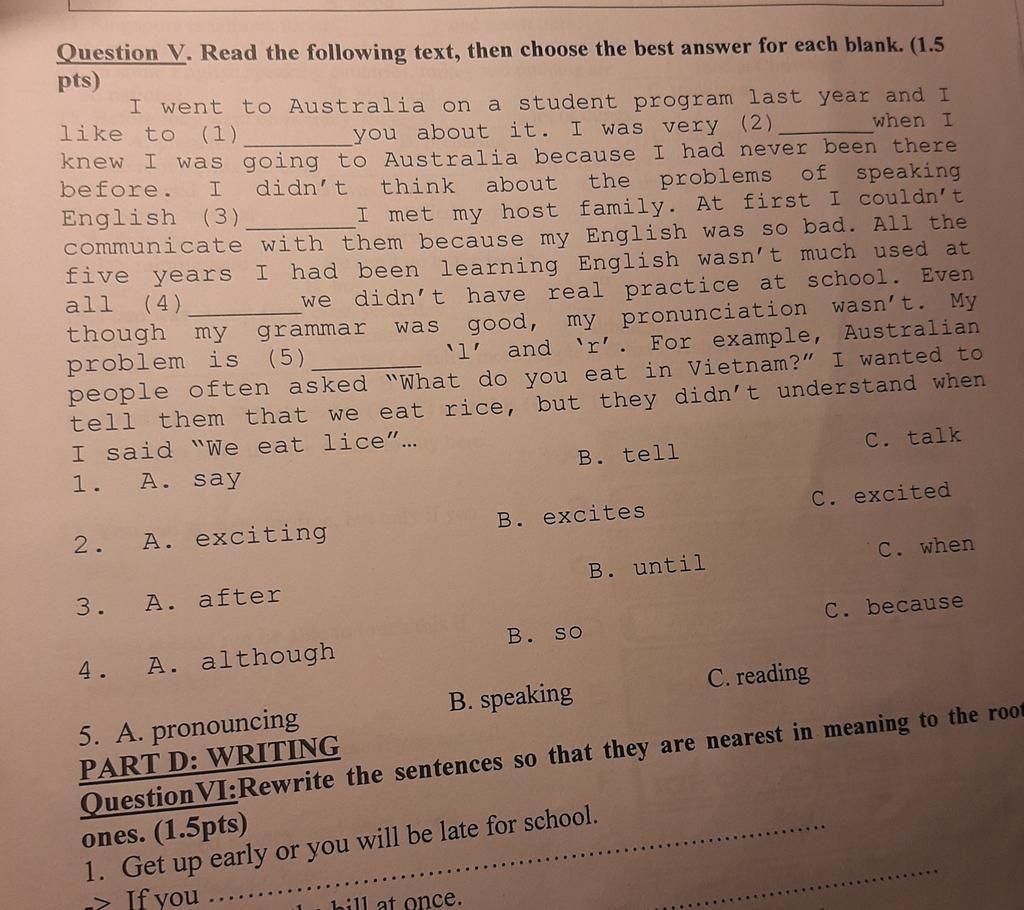 Question V. Read the following text, then choose the best answer for each blank. (1.5
pts)
I went to Australia on a student program last year and I
like to (1)________you about it. I was very (2)_______when I
knew I was going to Australia because I had never been there
before. I didn't think about the problems of speaking
English (3)________I met my host family. At first I couldn't
communicate with them because my English was so bad. All the
five years I had been learning English wasn't much used at
all (4)________we didn't have real practice at school. Even
though my grammar was good, my pronunciation wasn't. My
problem is (5)________ 'l' and 'r'. For example, Australian
people often asked "What do you eat in Vietnam?" I wanted to
tell them that we eat rice, but they didn't understand when
I said "We eat lice"…
1. A. say B. tell C. talk
2. A. exciting B. excites C. excited
3. A. after B. until C. when
4. A. although B. so C. because
5. A. pronouncing B. speaking C. reading
PART D: WRITING
QuestionVI:Rewrite the sentences so that they are nearest in meaning to the root
ones. (1.5pts)
1. Get up early or you will be late for school.
-> If you ........................................................
bill at once.